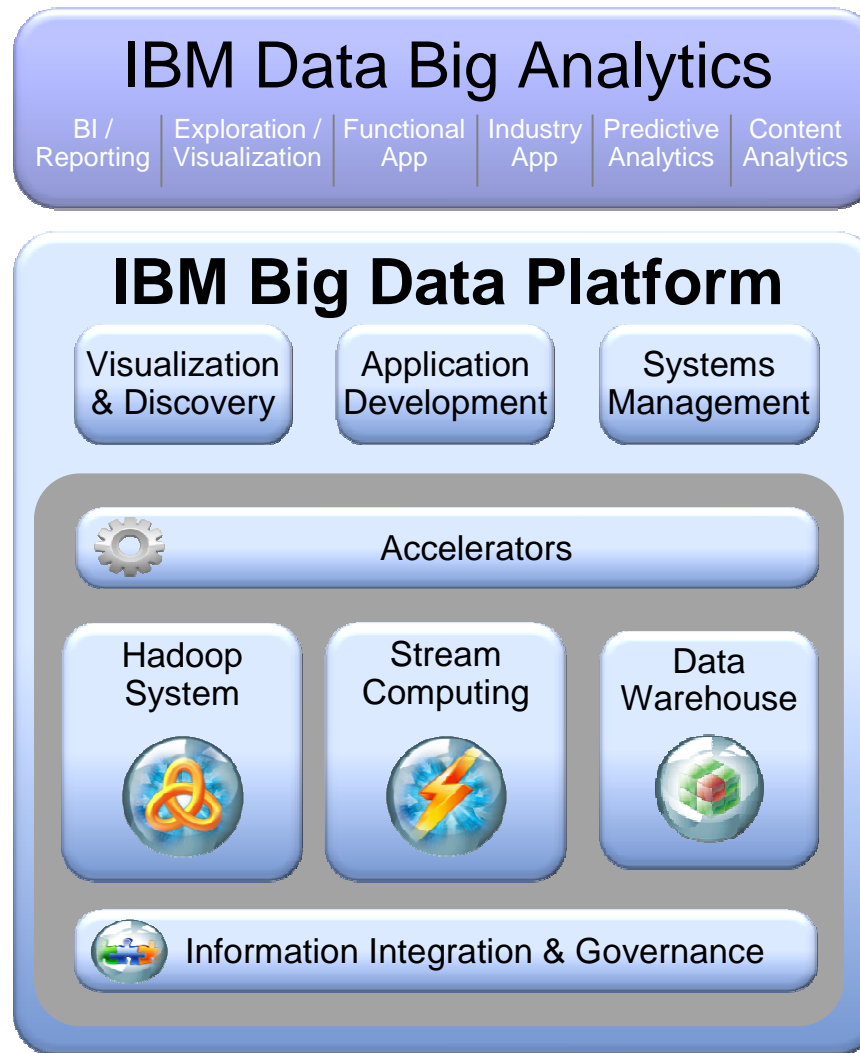 IBM Data Big Analytics
BI /
Reporting
Exploration /
Visualization
Functional
App
Industry
App
Predictive
Analytics
Content
Analytics
IBM Big Data Platform
Visualization
& Discovery
Application
Development
Systems
Management
Accelerators
Hadoop
System
Stream
Computing
Data
Warehouse
Information Integration & Governance